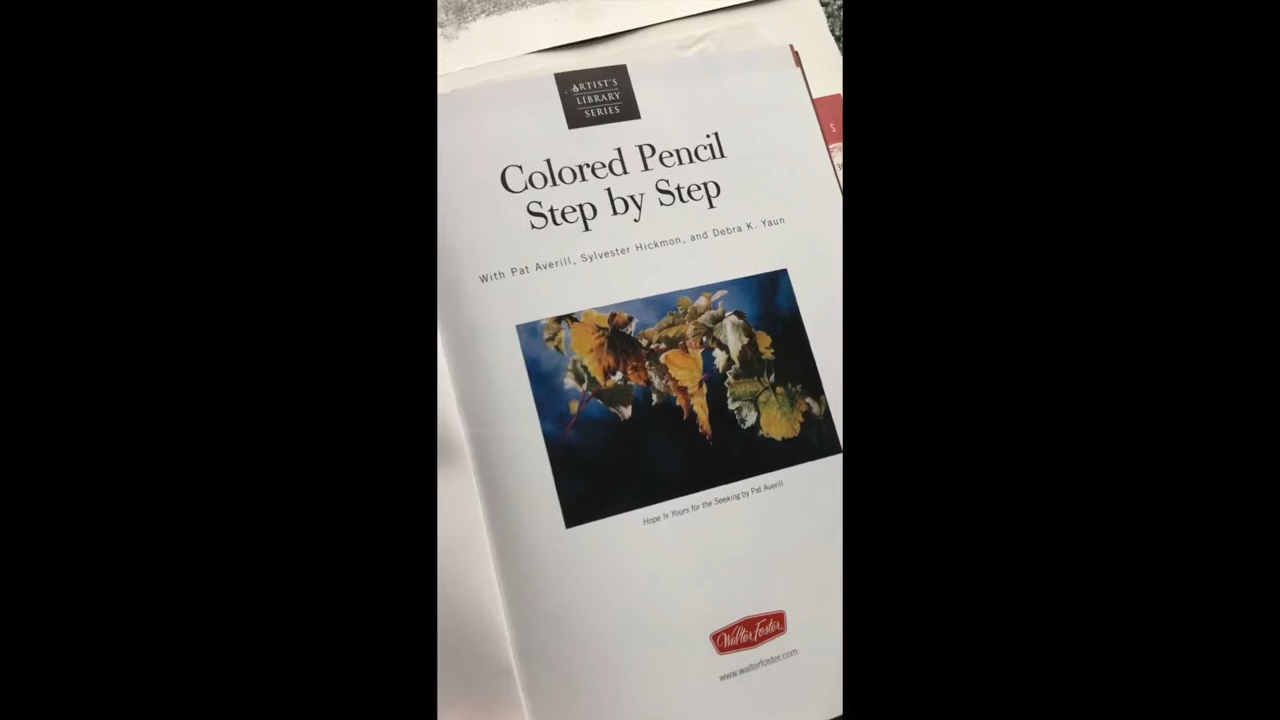 ARTIST'S
LIBRARY
SERIES
Colored Pencil
Step by Step
With Pat Averill, Sylvester Hickmon, and Debra K. Yaun
Hope Is Yours for the Seeking by Pat Averill
Walter Foster
www.walterfoster.com